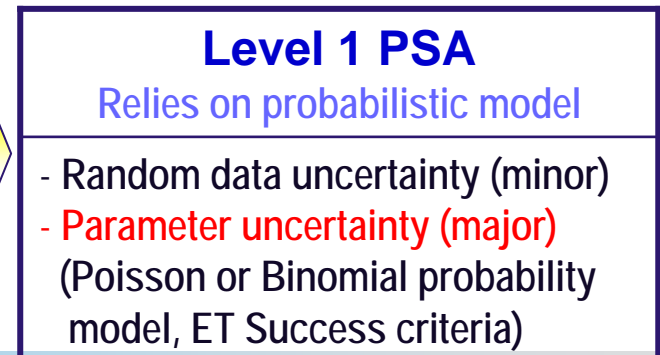 Level 1 PSA
Relies on probabilistic model
- Random data uncertainty (minor)
- Parameter uncertainty (major)
(Poisson or Binomial probability
model, ET Success criteria)